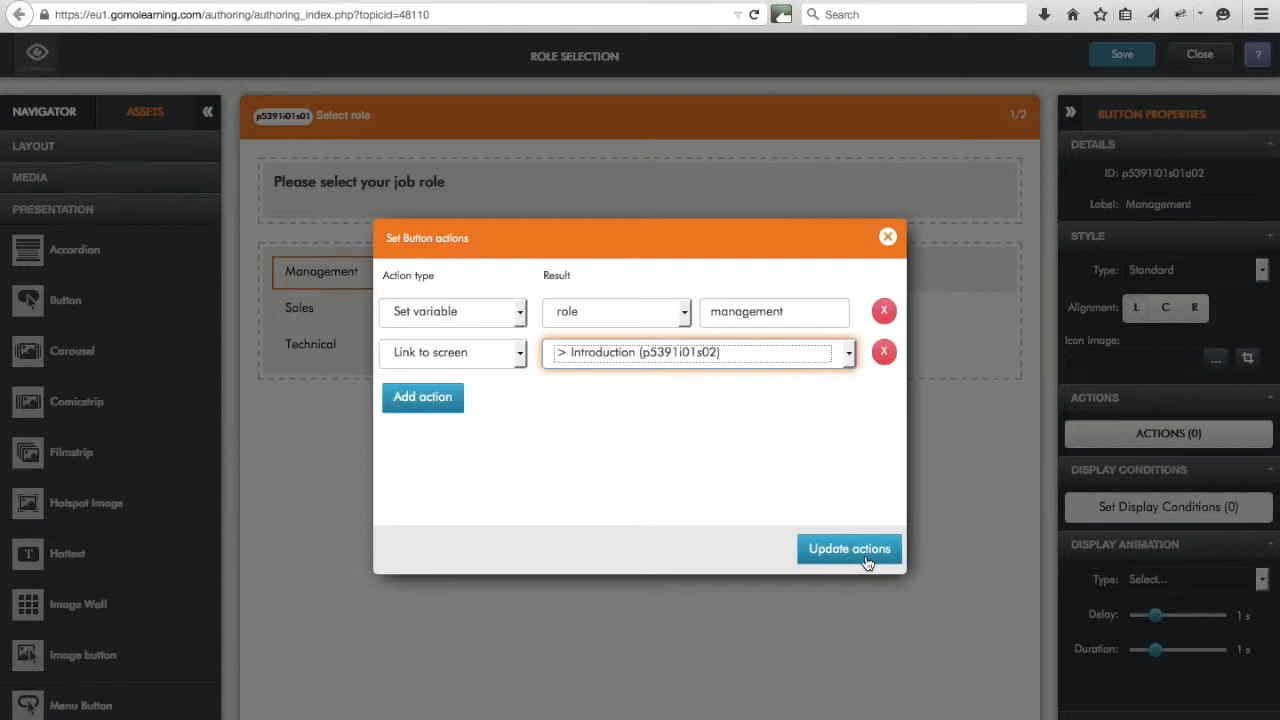 https://eu1.gomolearning.com/authoring/authoring_index.php?topicid=48110
Search
ROLE SELECTION
Save
Close
?
NAVIGATOR
ASSETS
LAYOUT
MEDIA
PRESENTATION
Accordion
Button
Carousel
Comicstrip
Filmstrip
Hotspot Image
Hottext
Image Wall
Image button
Menu Button
p5391i01s01 Select role
1/2
Please select your job role
Management
Sales
Technical
Set Button actions
Action type
Result
Set variable
role
management
X
Link to screen
> Introduction (p5391i01s02)
X
Add action
Update actions
BUTTON PROPERTIES
DETAILS
ID: p5391i01s01a02
Label: Management
STYLE
Type: Standard
Alignment: L C R
Icon image:
...
ACTIONS
ACTIONS (0)
DISPLAY CONDITIONS
Set Display Conditions (0)
DISPLAY ANIMATION
Type: Select...
Delay: 1 s
Duration: 1 s